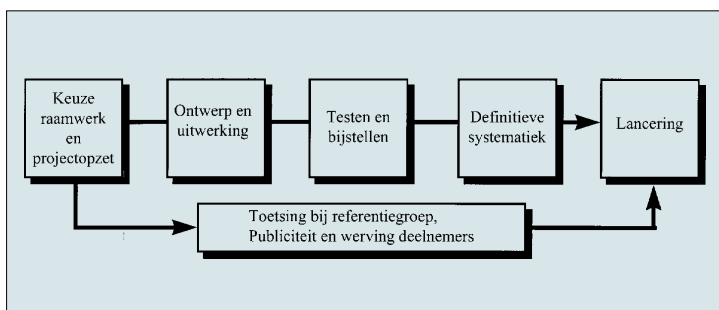 Keuze
raamwerk
en
projectopzet
Ontwerp en
uitwerking
Testen en
bijstellen
Definitieve
systematiek
Lancering
Toetsing bij referentiegroep,
Publiciteit en werving deelnemers